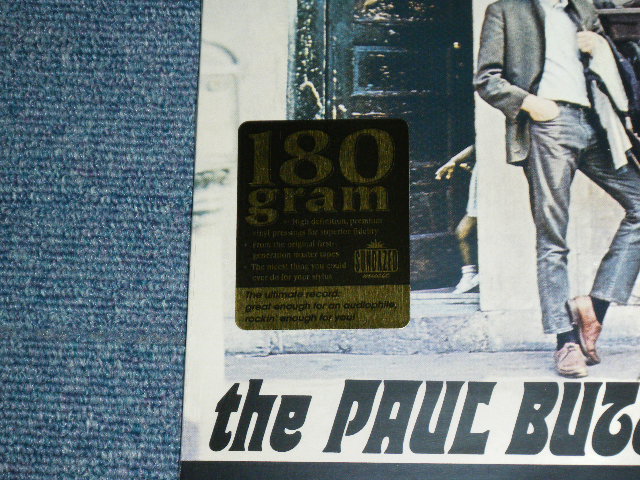 180
gram
• High definition, premium
vinyl pressings for superior fidelity
• From the original first-
generation master tapes
• The nicest thing you could
ever do for your stylus
SUNDAZED
The ultimate record:
great enough for an audiophile,
rockin' enough for you!
the PAUL BUTT